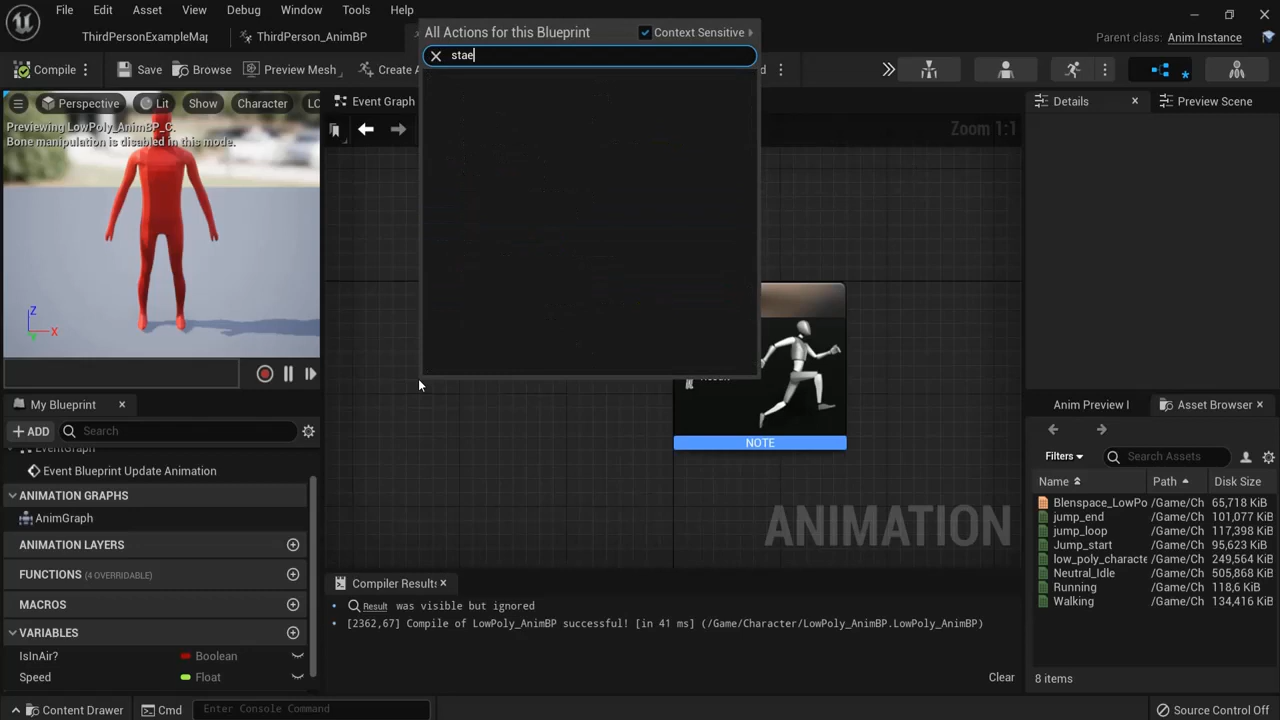 File Edit Asset View Debug Window Tools Help
All Actions for this Blueprint Context Sensitive
Parent class: Anim Instance
ThirdPersonExampleMap ThirdPerson_AnimBP
stae
Compile Save Browse Preview Mesh Create A
Perspective Lit Show Character LO
Event Graph
Details Preview Scene
Previewing LowPoly_AnimBP_C.
Bone manipulation is disabled in this mode.
Zoom 1:1
Z
X
NOTE
ANIMATION
My Blueprint
ADD Search
EventGraph
Event Blueprint Update Animation
ANIMATION GRAPHS
AnimGraph
ANIMATION LAYERS
FUNCTIONS (4 OVERRIDABLE)
MACROS
VARIABLES
IsInAir? Boolean
Speed Float
Compiler Results
Result was visible but ignored
[2362,67] Compile of LowPoly_AnimBP successful! [in 41 ms] (/Game/Character/LowPoly_AnimBP.LowPoly_AnimBP)
Clear
Anim Preview I Asset Browser
Filters Search Assets
Name Path Disk Size
Blenspace_LowPo /Game/Ch 65,718 KiB
jump_end /Game/Ch 101,077 KiB
jump_loop /Game/Ch 117,398 KiB
Jump_start /Game/Ch 95,623 KiB
low_poly_characte /Game/Ch 249,564 KiB
Neutral_Idle /Game/Ch 505,868 KiB
Running /Game/Ch 118,6 KiB
Walking /Game/Ch 134,416 KiB
8 items
Content Drawer Cmd Enter Console Command
Source Control Off